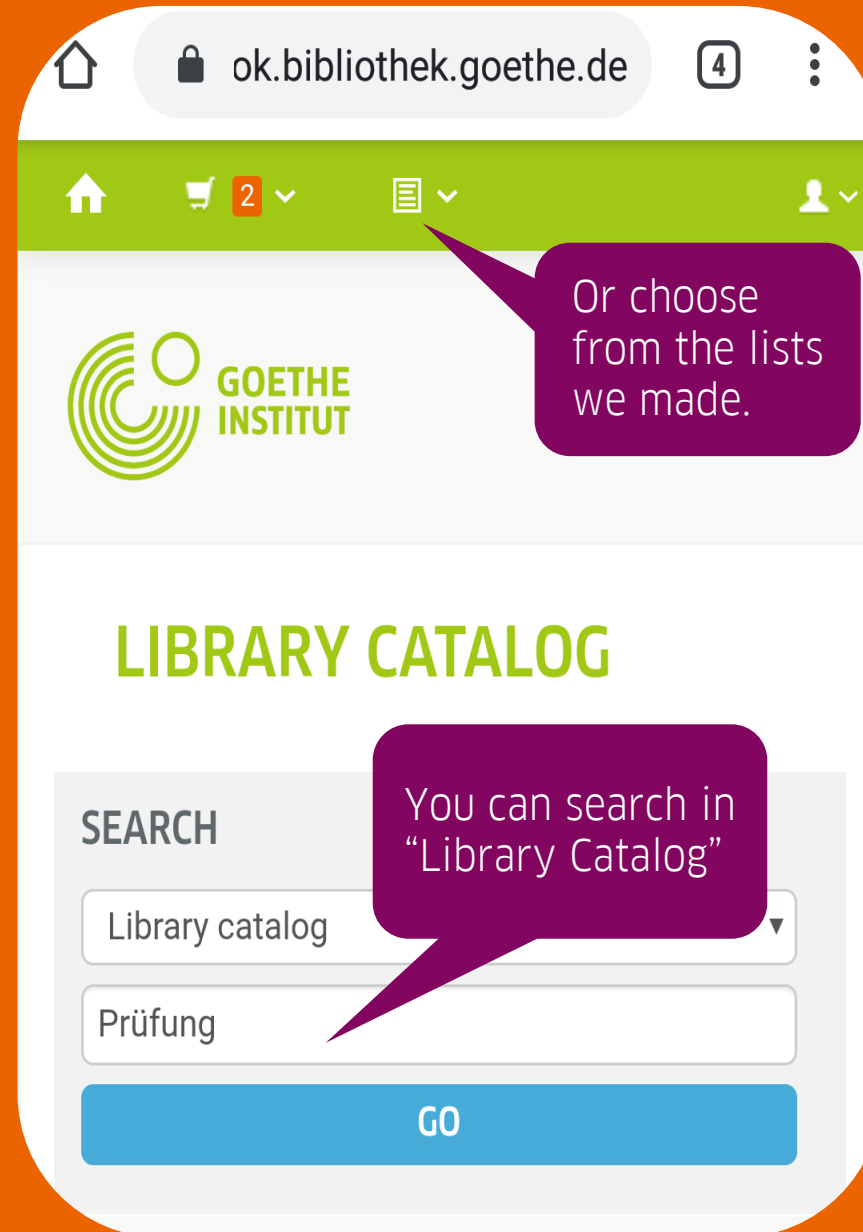 ok.bibliothek.goethe.de 4
2
Or choose
from the lists
we made.
GOETHE
INSTITUT
LIBRARY CATALOG
You can search in
“Library Catalog”
SEARCH
Library catalog
Prüfung
GO